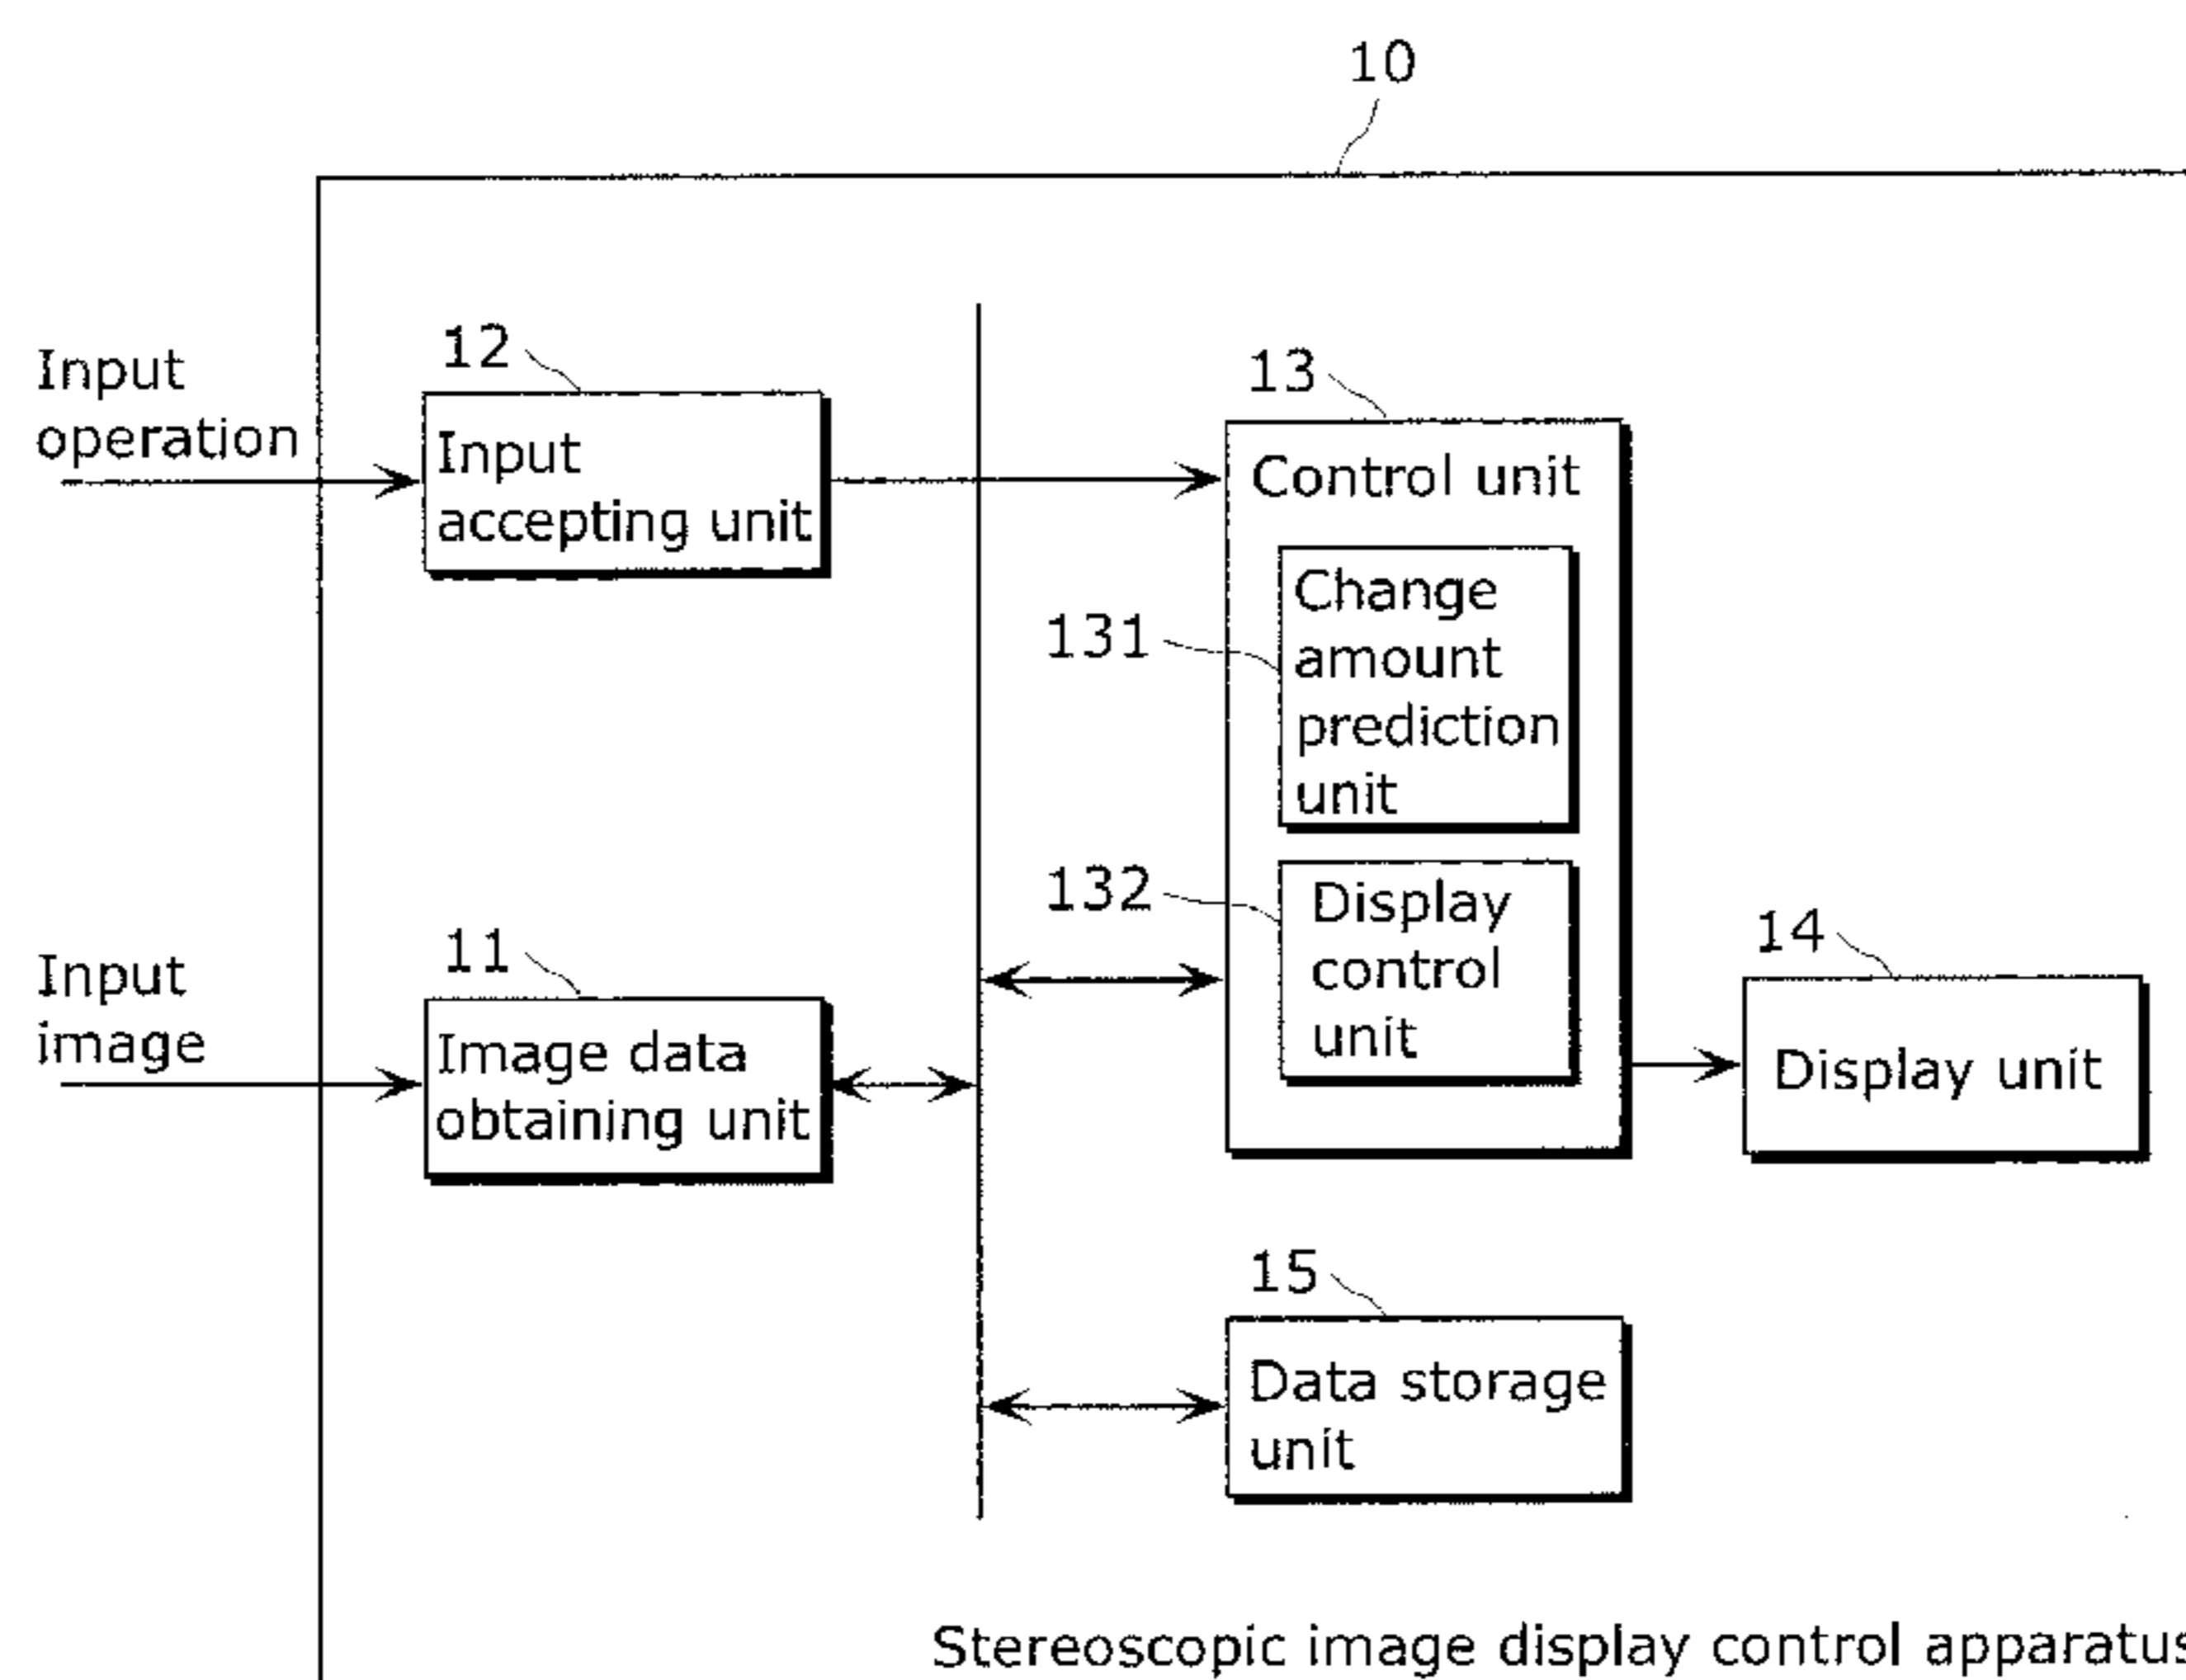 10
Input
operation
12
Input
accepting unit
13
Control unit
131
Change
amount
prediction
unit
132
Display
control
unit
Input
image
11
Image data
obtaining unit
14
Display unit
15
Data storage
unit
Stereoscopic image display control apparatus